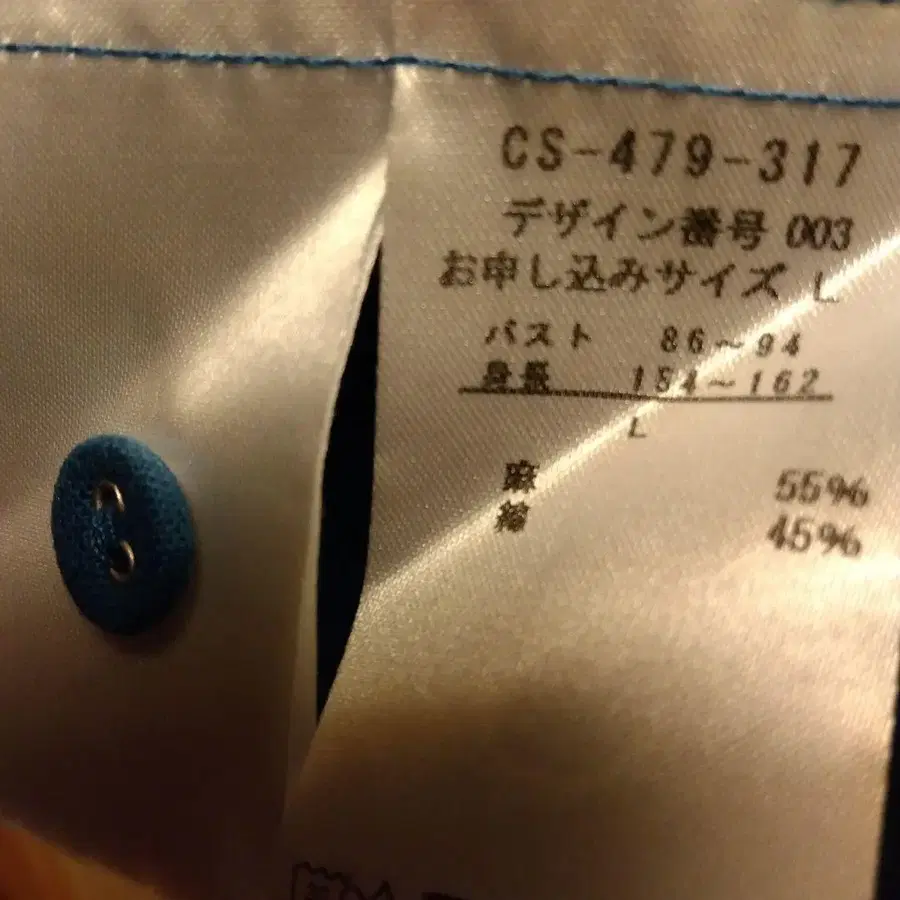 CS-479-317
デザイン番号 003
お申し込みサイズ L
バスト 86～94
身長 154～162
L
麻 55%
綿 45%